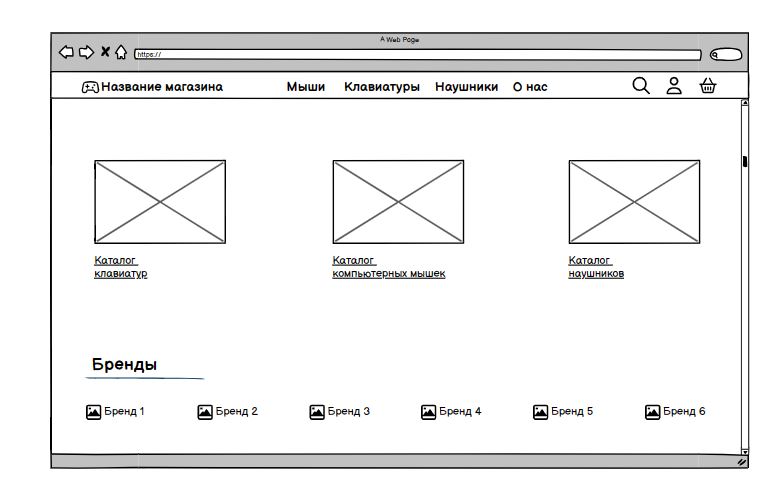 A Web Page
https://
Название магазина Мыши Клавиатуры Наушники О нас
Каталог клавиатур
Каталог компьютерных мышек
Каталог наушников
Бренды
Бренд 1 Бренд 2 Бренд 3 Бренд 4 Бренд 5 Бренд 6